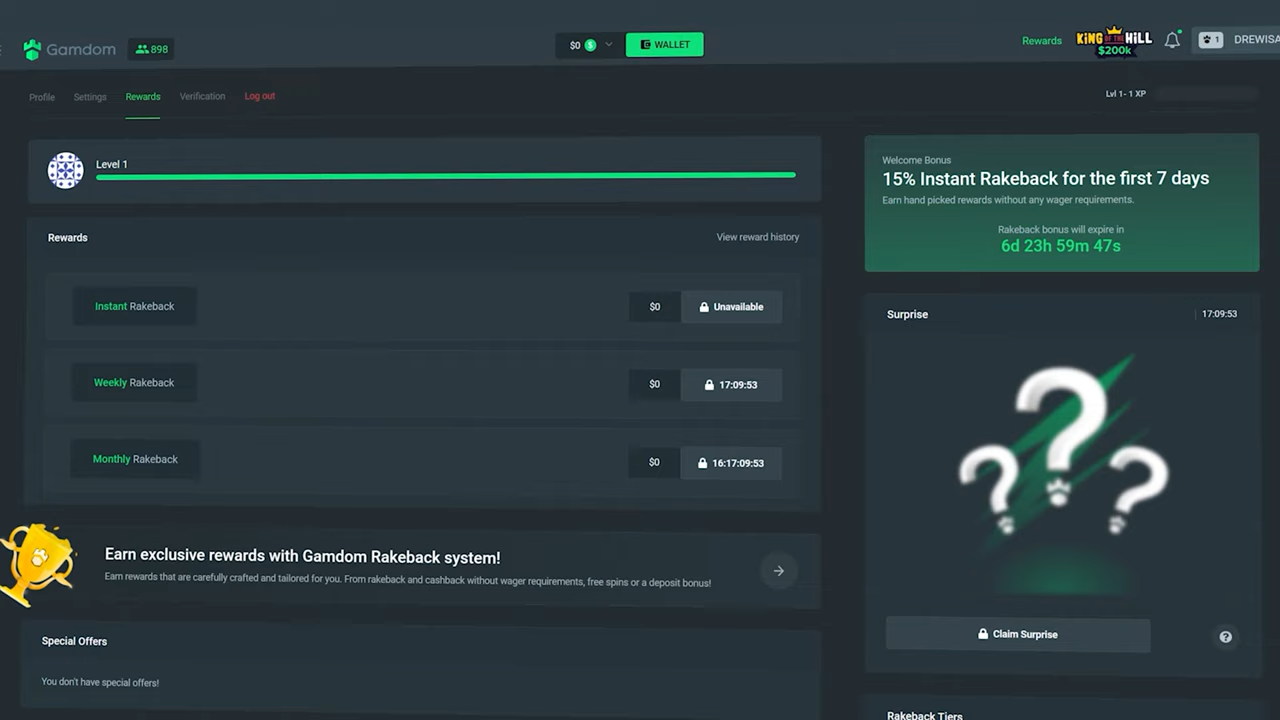 Gamdom
898
$0
WALLET
Rewards
KING OF THE HILL
$200k
1
DREWISA
Profile
Settings
Rewards
Verification
Log out
Lvl 1- 1 XP
Level 1
Welcome Bonus
15% Instant Rakeback for the first 7 days
Earn hand picked rewards without any wager requirements.
Rakeback bonus will expire in
6d 23h 59m 47s
Rewards
View reward history
Instant Rakeback
$0
Unavailable
Weekly Rakeback
$0
17:09:53
Monthly Rakeback
$0
16:17:09:53
Surprise
17:09:53
???
Claim Surprise
?
Earn exclusive rewards with Gamdom Rakeback system!
Earn rewards that are carefully crafted and tailored for you. From rakeback and cashback without wager requirements, free spins or a deposit bonus!
Special Offers
You don't have special offers!
Rakeback Tiers